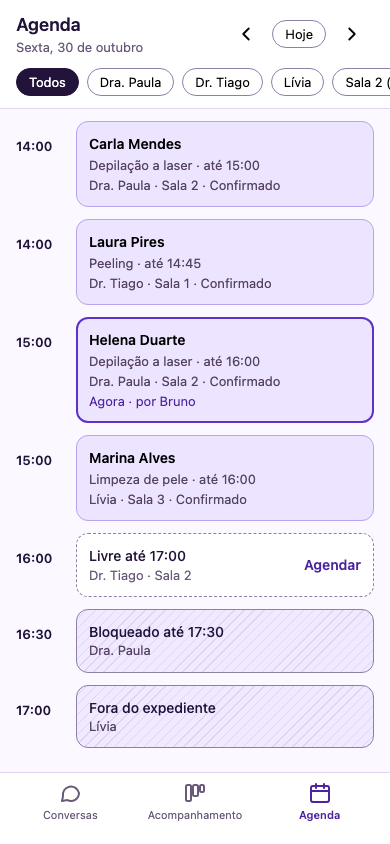 Agenda
Sexta, 30 de outubro
Hoje
Todos
Dra. Paula
Dr. Tiago
Lívia
Sala 2 (
14:00
Carla Mendes
Depilação a laser · até 15:00
Dra. Paula · Sala 2 · Confirmado
14:00
Laura Pires
Peeling · até 14:45
Dr. Tiago · Sala 1 · Confirmado
15:00
Helena Duarte
Depilação a laser · até 16:00
Dra. Paula · Sala 2 · Confirmado
Agora · por Bruno
15:00
Marina Alves
Limpeza de pele · até 16:00
Lívia · Sala 3 · Confirmado
16:00
Livre até 17:00
Dr. Tiago · Sala 2
Agendar
16:30
Bloqueado até 17:30
Dra. Paula
17:00
Fora do expediente
Lívia
Conversas
Acompanhamento
Agenda